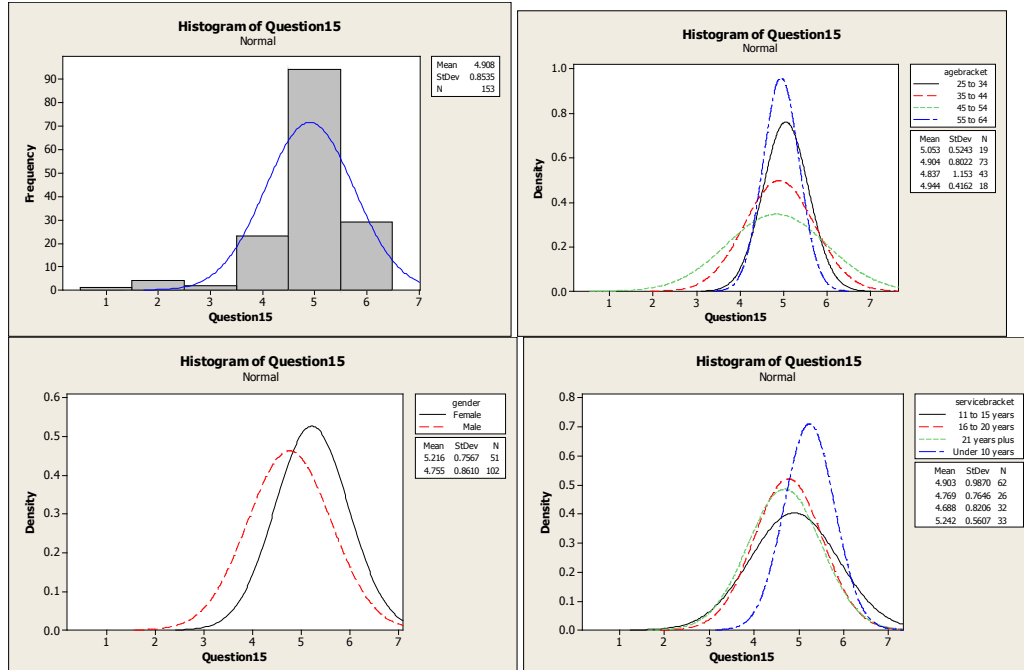 Histogram of Question15
Normal
Mean 4.908
StDev 0.8535
N 153
Frequency
90
80
70
60
50
40
30
20
10
0
1 2 3 4 5 6 7
Question15
Histogram of Question15
Normal
agebracket
25 to 34
35 to 44
45 to 54
55 to 64
Mean StDev N
5.053 0.5243 19
4.904 0.8022 73
4.837 1.153 43
4.944 0.4162 18
Density
1.0
0.8
0.6
0.4
0.2
0.0
1 2 3 4 5 6 7
Question15
Histogram of Question15
Normal
gender
Female
Male
Mean StDev N
5.216 0.7567 51
4.755 0.8610 102
Density
0.6
0.5
0.4
0.3
0.2
0.1
0.0
1 2 3 4 5 6 7
Question15
Histogram of Question15
Normal
servicebracket
11 to 15 years
16 to 20 years
21 years plus
Under 10 years
Mean StDev N
4.903 0.9870 62
4.769 0.7646 26
4.688 0.8206 32
5.242 0.5607 33
Density
0.8
0.7
0.6
0.5
0.4
0.3
0.2
0.1
0.0
1 2 3 4 5 6 7
Question15